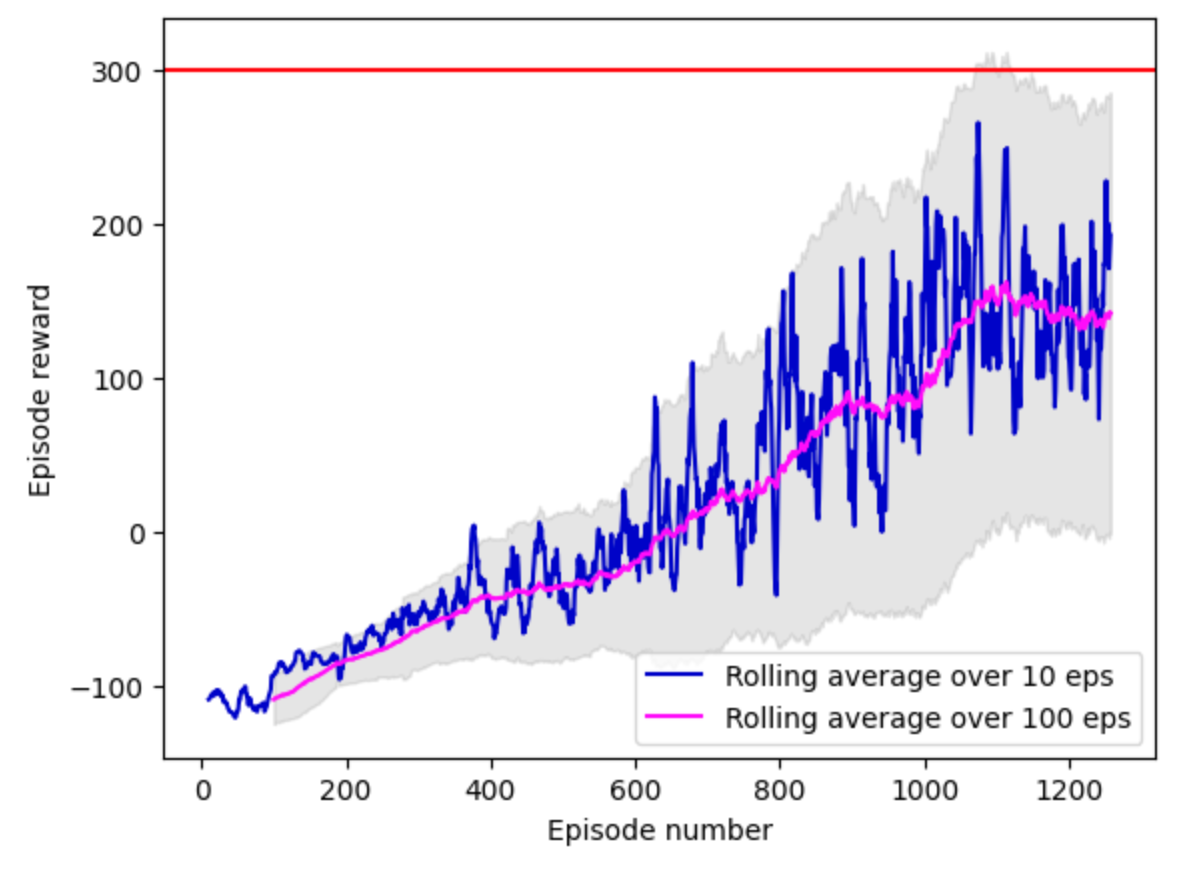 300
200
100
0
−100
Episode reward
Rolling average over 10 eps
Rolling average over 100 eps
0 200 400 600 800 1000 1200
Episode number